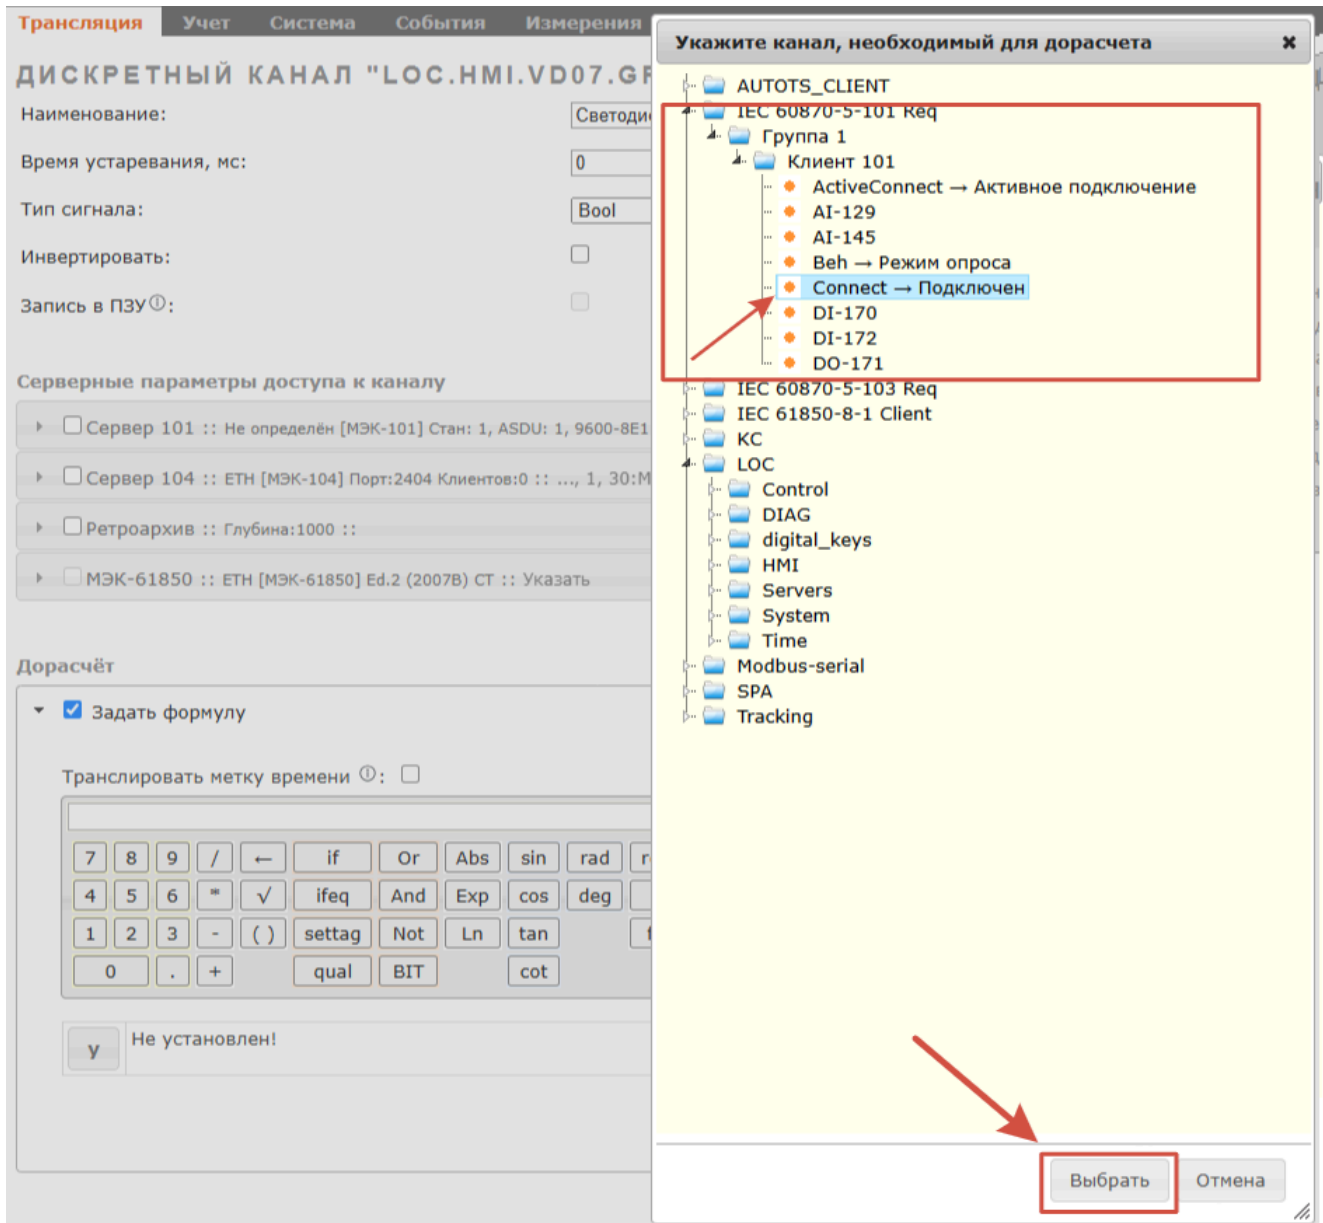 Трансляция Учет Система События Измерения
ДИСКРЕТНЫЙ КАНАЛ "LOC.HMI.VD07.GF
Наименование: Светодио
Время устаревания, мс: 0
Тип сигнала: Bool
Инвертировать:
Запись в ПЗУ:
Серверные параметры доступа к каналу
Сервер 101 :: Не определён [МЭК-101] Стан: 1, ASDU: 1, 9600-8E1
Сервер 104 :: ETH [МЭК-104] Порт:2404 Клиентов:0 :: ..., 1, 30:М
Ретроархив :: Глубина:1000 ::
МЭК-61850 :: ETH [МЭК-61850] Ed.2 (2007B) CT :: Указать
Дорасчёт
Задать формулу
Транслировать метку времени :
7 8 9 / ← if Or Abs sin rad
4 5 6 * √ ifeq And Exp cos deg
1 2 3 - ( ) settag Not Ln tan
0 . + qual BIT cot
y Не установлен!
Укажите канал, необходимый для дорасчета
AUTOTS_CLIENT
IEC 60870-5-101 Req
Группа 1
Клиент 101
ActiveConnect → Активное подключение
AI-129
AI-145
Beh → Режим опроса
Connect → Подключен
DI-170
DI-172
DO-171
IEC 60870-5-103 Req
IEC 61850-8-1 Client
KC
LOC
Control
DIAG
digital_keys
HMI
Servers
System
Time
Modbus-serial
SPA
Tracking
Выбрать Отмена